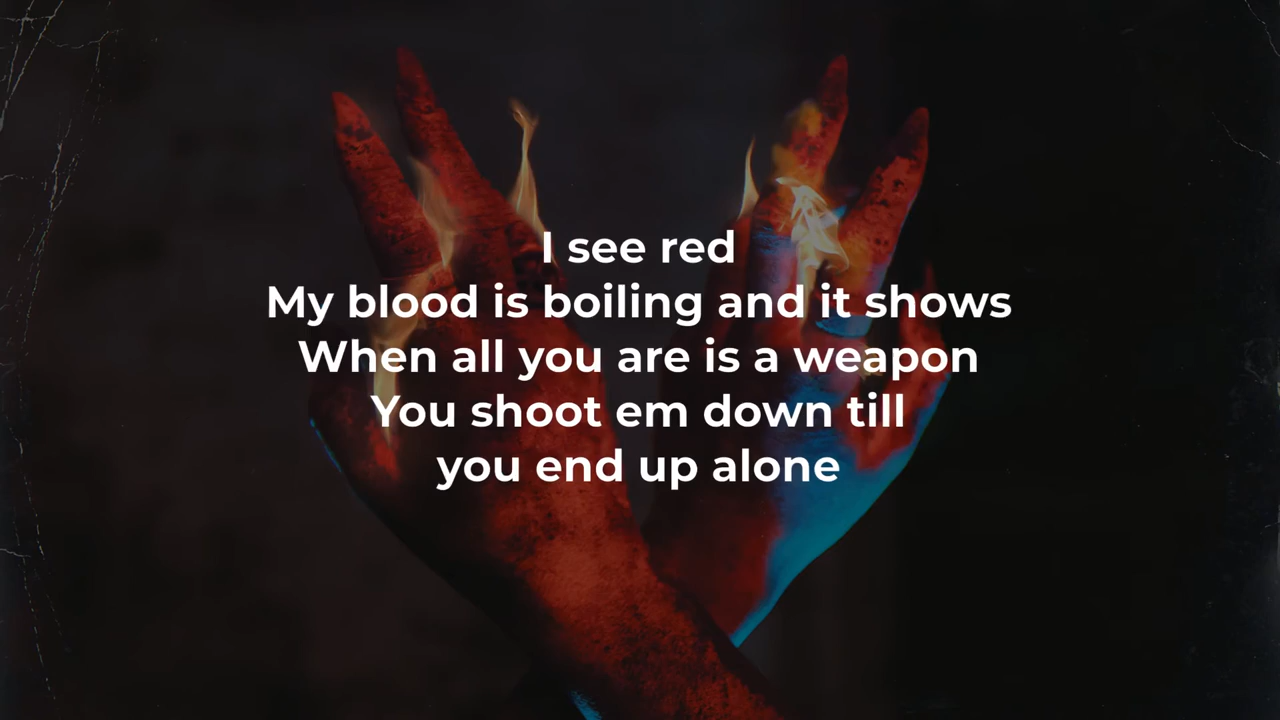 I see red
My blood is boiling and it shows
When all you are is a weapon
You shoot em down till
you end up alone